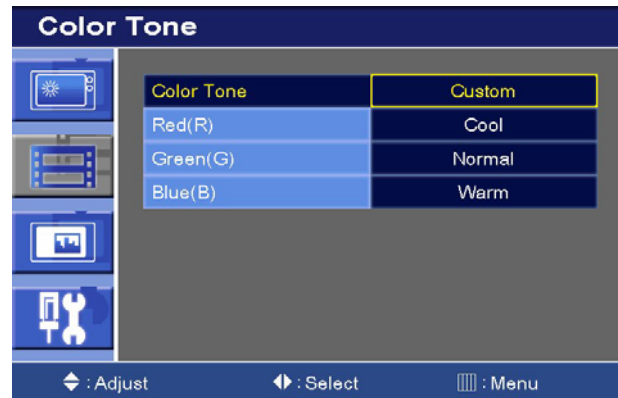 Color Tone
Color Tone Custom
Red(R) Cool
Green(G) Normal
Blue(B) Warm
: Adjust : Select : Menu